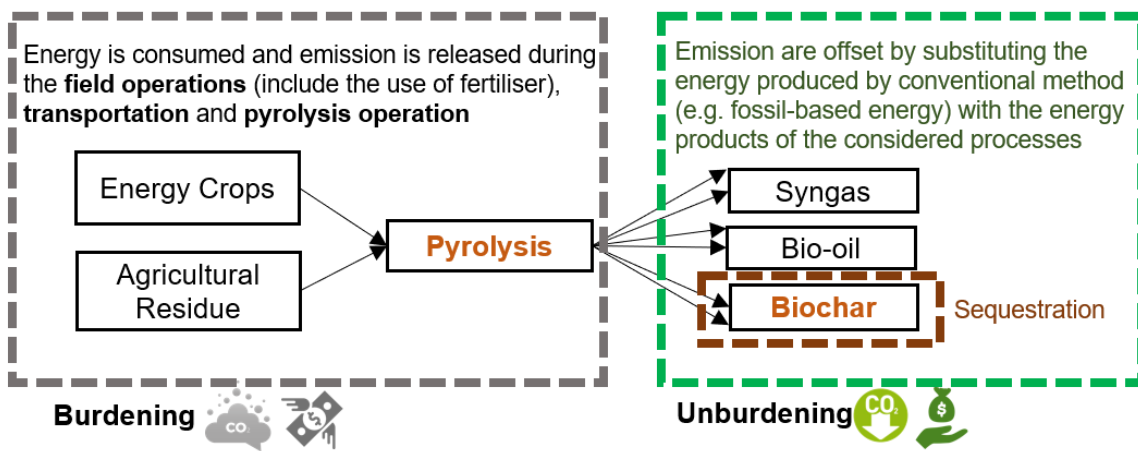 Energy is consumed and emission is released during
the field operations (include the use of fertiliser),
transportation and pyrolysis operation
Energy Crops
Agricultural
Residue
Pyrolysis
Burdening
CO₂
Emission are offset by substituting the
energy produced by conventional method
(e.g. fossil-based energy) with the energy
products of the considered processes
Syngas
Bio-oil
Biochar
Sequestration
Unburdening
CO₂
$